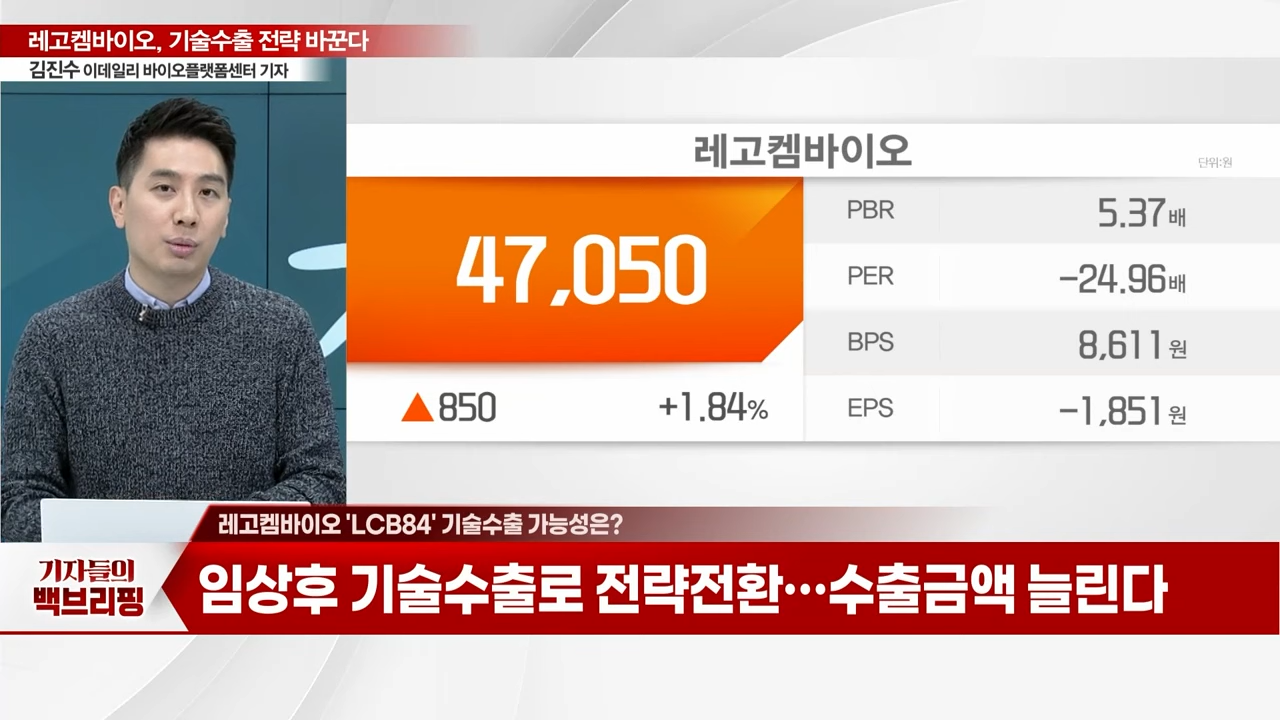 레고켐바이오, 기술수출 전략 바꾼다
김진수 이데일리 바이오플랫폼센터 기자
레고켐바이오
단위:원
47,050
▲850 +1.84%
PBR 5.37배
PER -24.96배
BPS 8,611원
EPS -1,851원
레고켐바이오 'LCB84' 기술수출 가능성은?
기자들의
백브리핑
임상후 기술수출로 전략전환…수출금액 늘린다